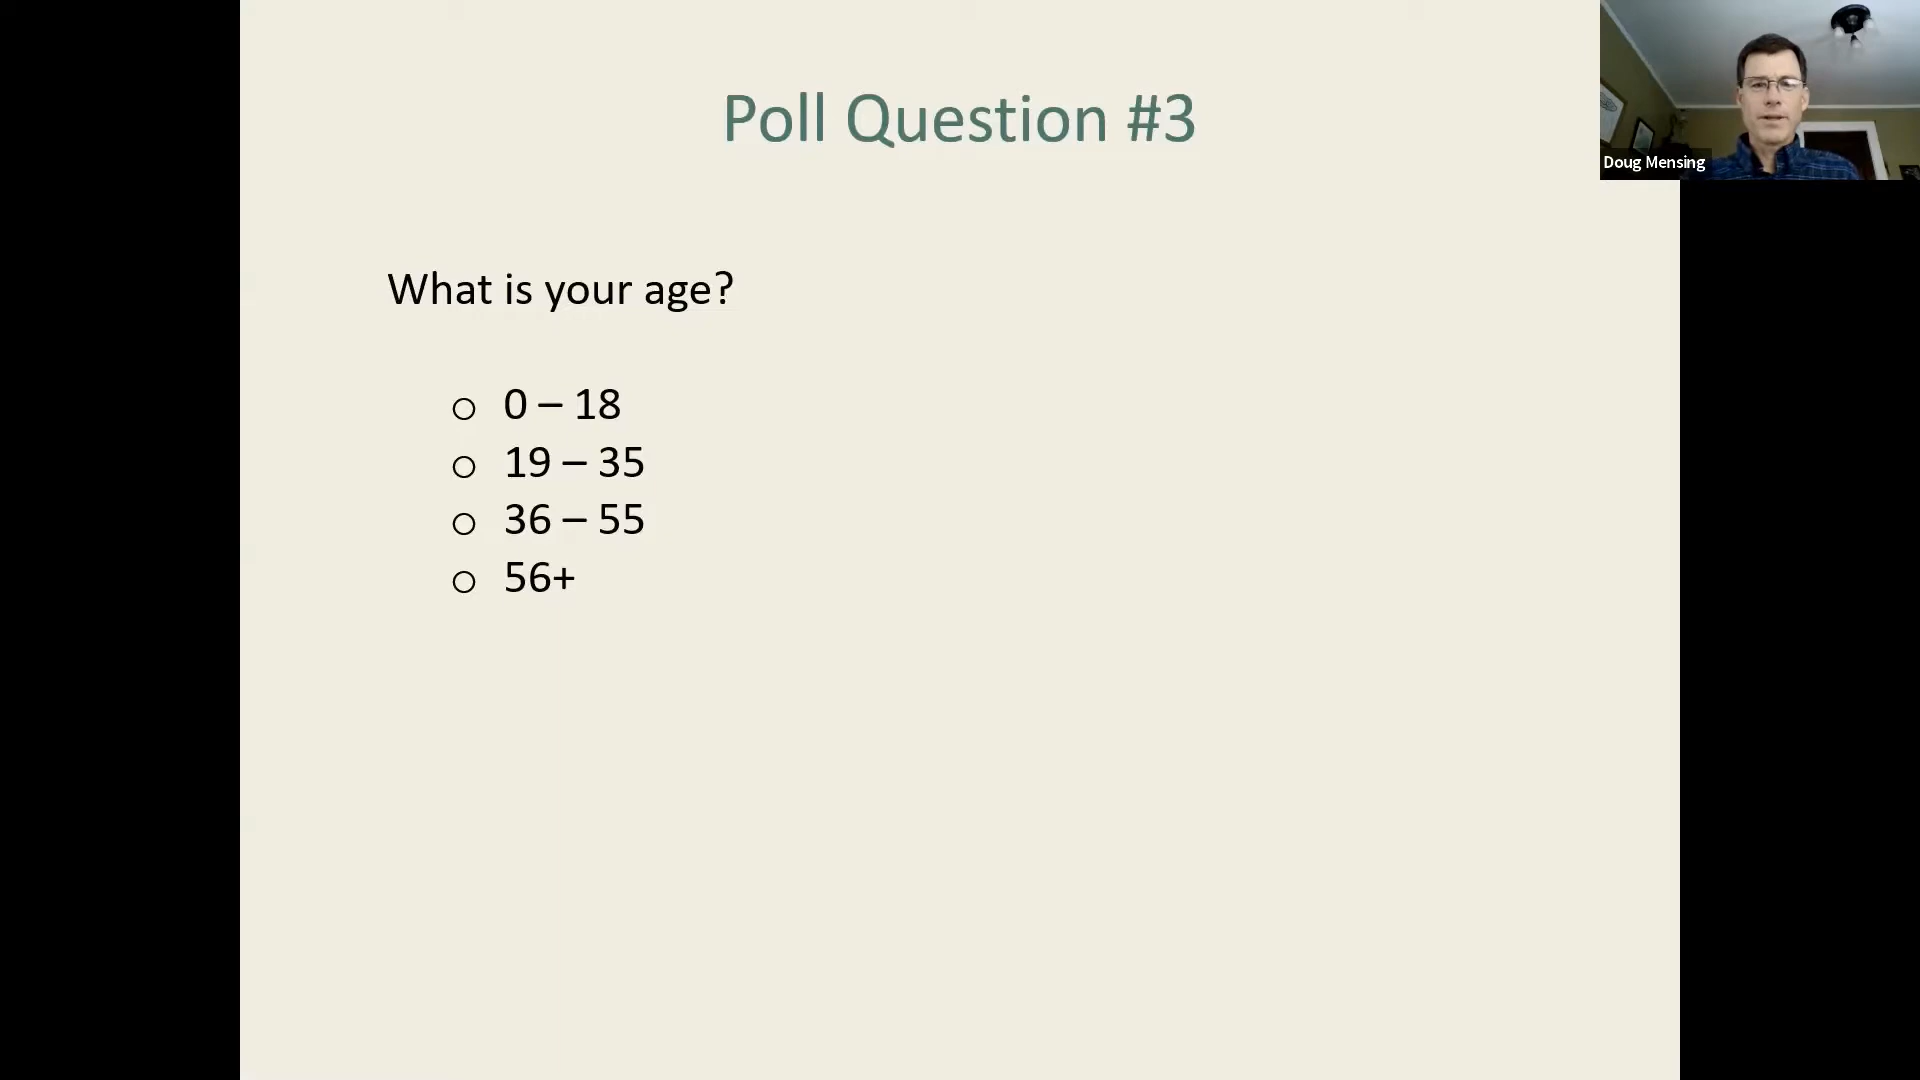 Poll Question #3
Doug Mensing
What is your age?
0 – 18
19 – 35
36 – 55
56+